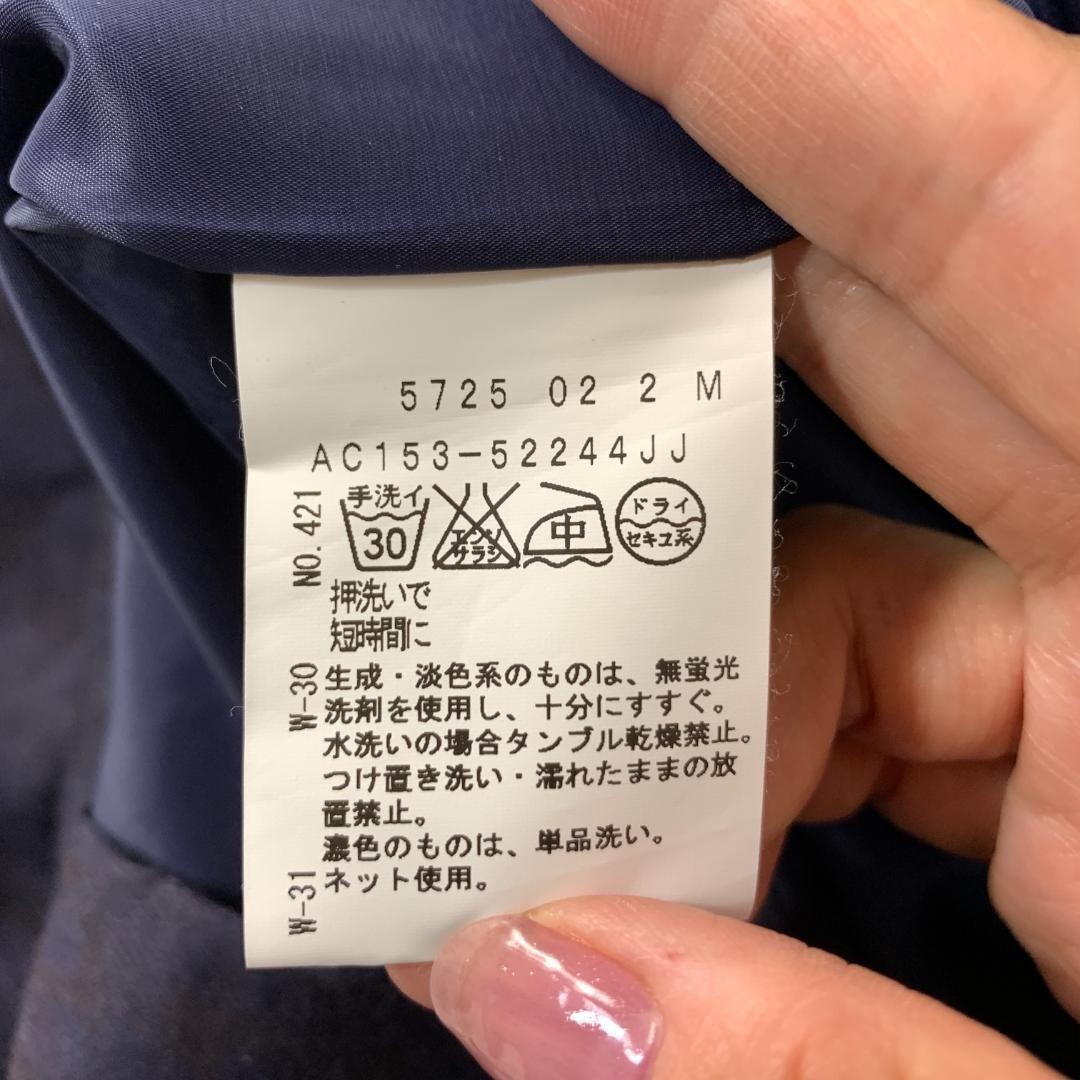 5725 02 2 M
AC153-52244JJ
NO.421
手洗イ
30
エンソ
サラシ
中
ドライ
セキユ系
押洗いで
短時間に
W-30
生成・淡色系のものは、無蛍光
洗剤を使用し、十分にすすぐ。
水洗いの場合タンブル乾燥禁止。
つけ置き洗い・濡れたままの放
置禁止。
濃色のものは、単品洗い。
W-31
ネット使用。